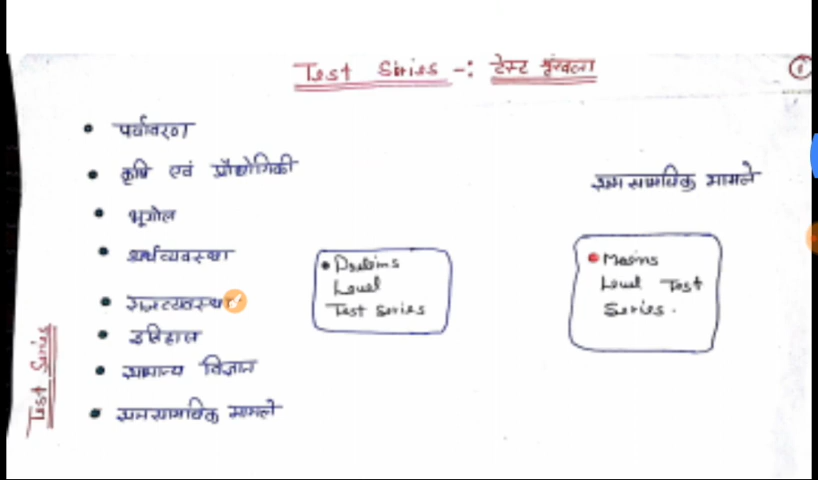 Test Series -: टेस्ट श्रृंखला
1
• पर्यावरण
• कृषि एवं प्रौद्योगिकी
• भूगोल
• अर्थव्यवस्था
• राजव्यवस्था
• इतिहास
• सामान्य विज्ञान
• समसामयिक मामले
Test Series
• Prelims
Level
Test Series
समसामयिक मामले
• Mains
Level Test
Series.